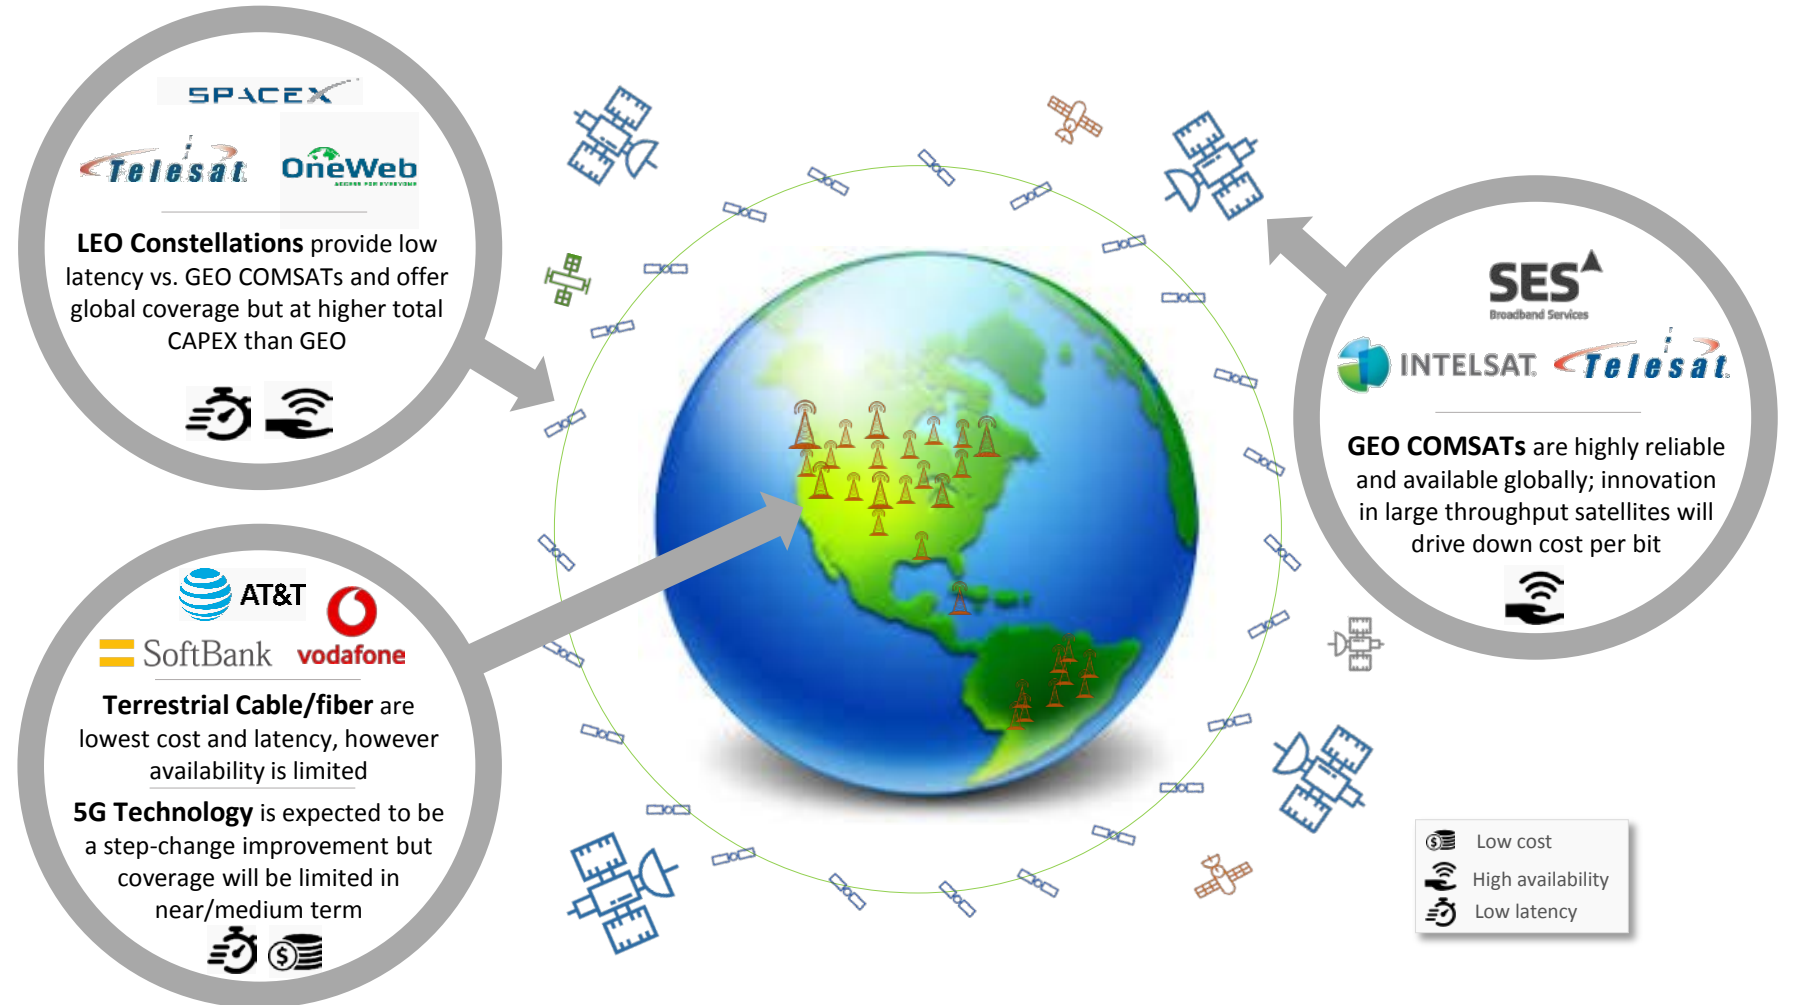 SPACEX
Telesat
OneWeb
ACCESS FOR EVERYONE
LEO Constellations provide low
latency vs. GEO COMSATs and offer
global coverage but at higher total
CAPEX than GEO
AT&T
SoftBank
vodafone
Terrestrial Cable/fiber are
lowest cost and latency, however
availability is limited
5G Technology is expected to be
a step-change improvement but
coverage will be limited in
near/medium term
SES
Broadband Services
INTELSAT
Telesat
GEO COMSATs are highly reliable
and available globally; innovation
in large throughput satellites will
drive down cost per bit
Low cost
High availability
Low latency